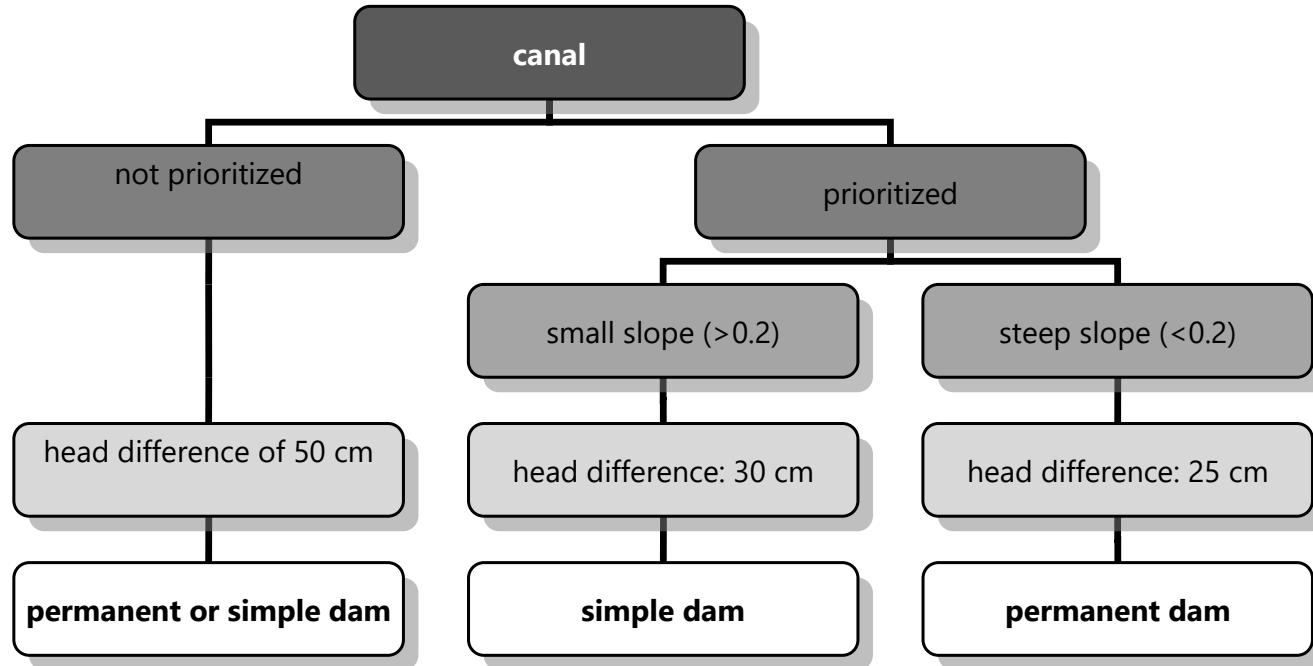 canal
not prioritized
prioritized
small slope (>0.2)
steep slope (<0.2)
head difference of 50 cm
head difference: 30 cm
head difference: 25 cm
permanent or simple dam
simple dam
permanent dam